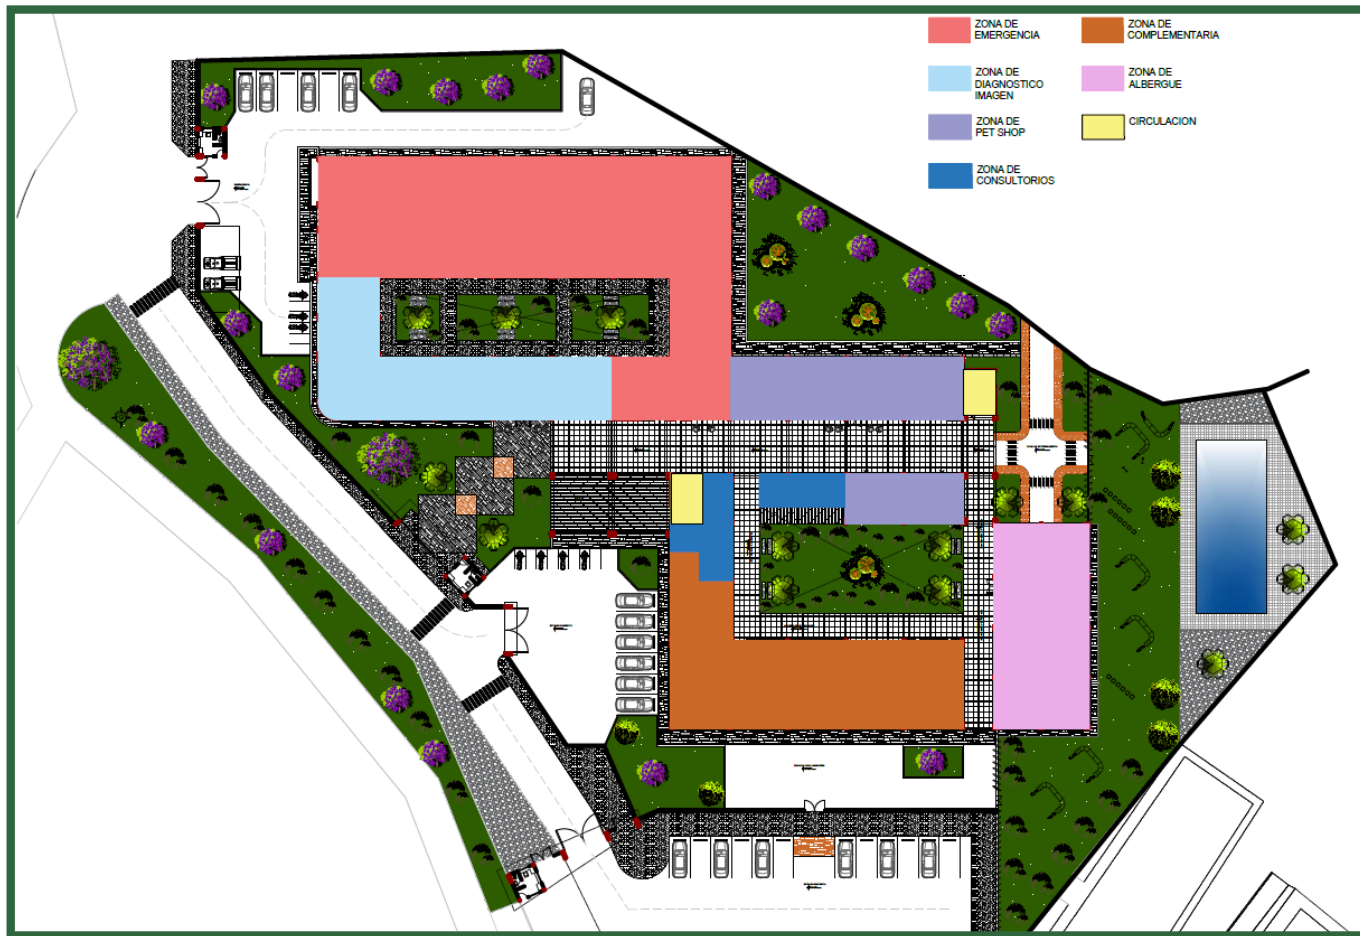 ZONA DE
EMERGENCIA
ZONA DE
DIAGNOSTICO
IMAGEN
ZONA DE
PET SHOP
ZONA DE
CONSULTORIOS
ZONA DE
COMPLEMENTARIA
ZONA DE
ALBERGUE
CIRCULACION